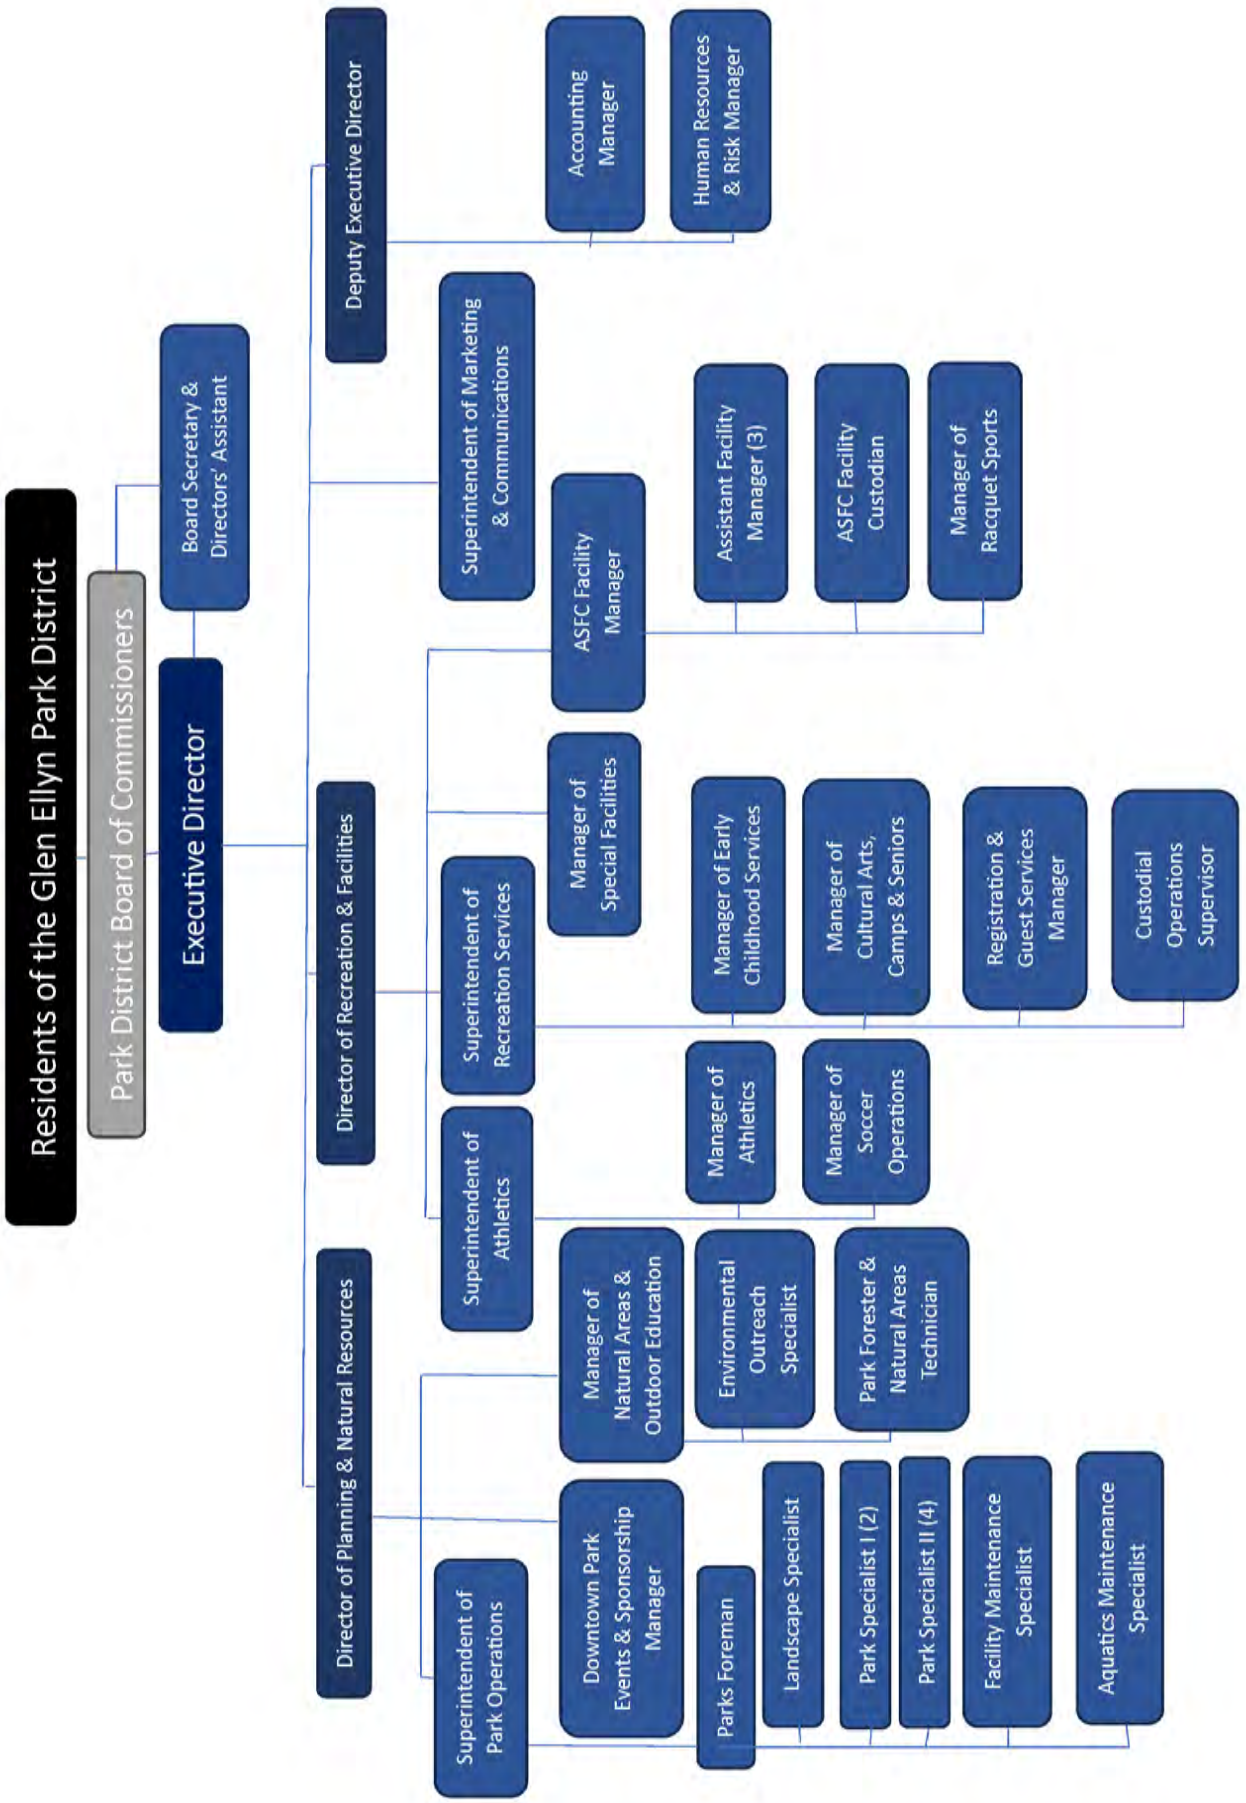 Residents of the Glen Ellyn Park District
Park District Board of Commissioners
Executive Director
Board Secretary &
Directors' Assistant
Director of Planning & Natural Resources
Director of Recreation & Facilities
Deputy Executive Director
Superintendent of
Park Operations
Superintendent of
Athletics
Superintendent of
Recreation Services
Superintendent of Marketing
& Communications
Downtown Park
Events & Sponsorship
Manager
Manager of
Natural Areas &
Outdoor Education
Manager of
Special Facilities
ASFC Facility
Manager
Accounting
Manager
Human Resources
& Risk Manager
Parks Foreman
Landscape Specialist
Park Specialist I (2)
Park Specialist II (4)
Facility Maintenance
Specialist
Aquatics Maintenance
Specialist
Environmental
Outreach
Specialist
Park Forester &
Natural Areas
Technician
Manager of
Athletics
Manager of
Soccer
Operations
Manager of Early
Childhood Services
Manager of
Cultural Arts,
Camps & Seniors
Registration &
Guest Services
Manager
Custodial
Operations
Supervisor
Assistant Facility
Manager (3)
ASFC Facility
Custodian
Manager of
Racquet Sports